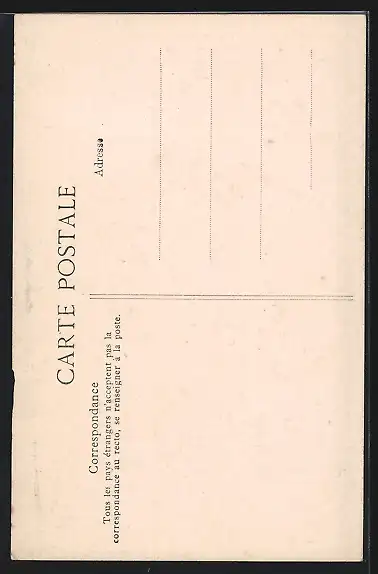 CARTE POSTALE
Correspondance
Tous les pays étrangers n'acceptent pas la
correspondance au recto, se renseigner à la poste.
Adresse